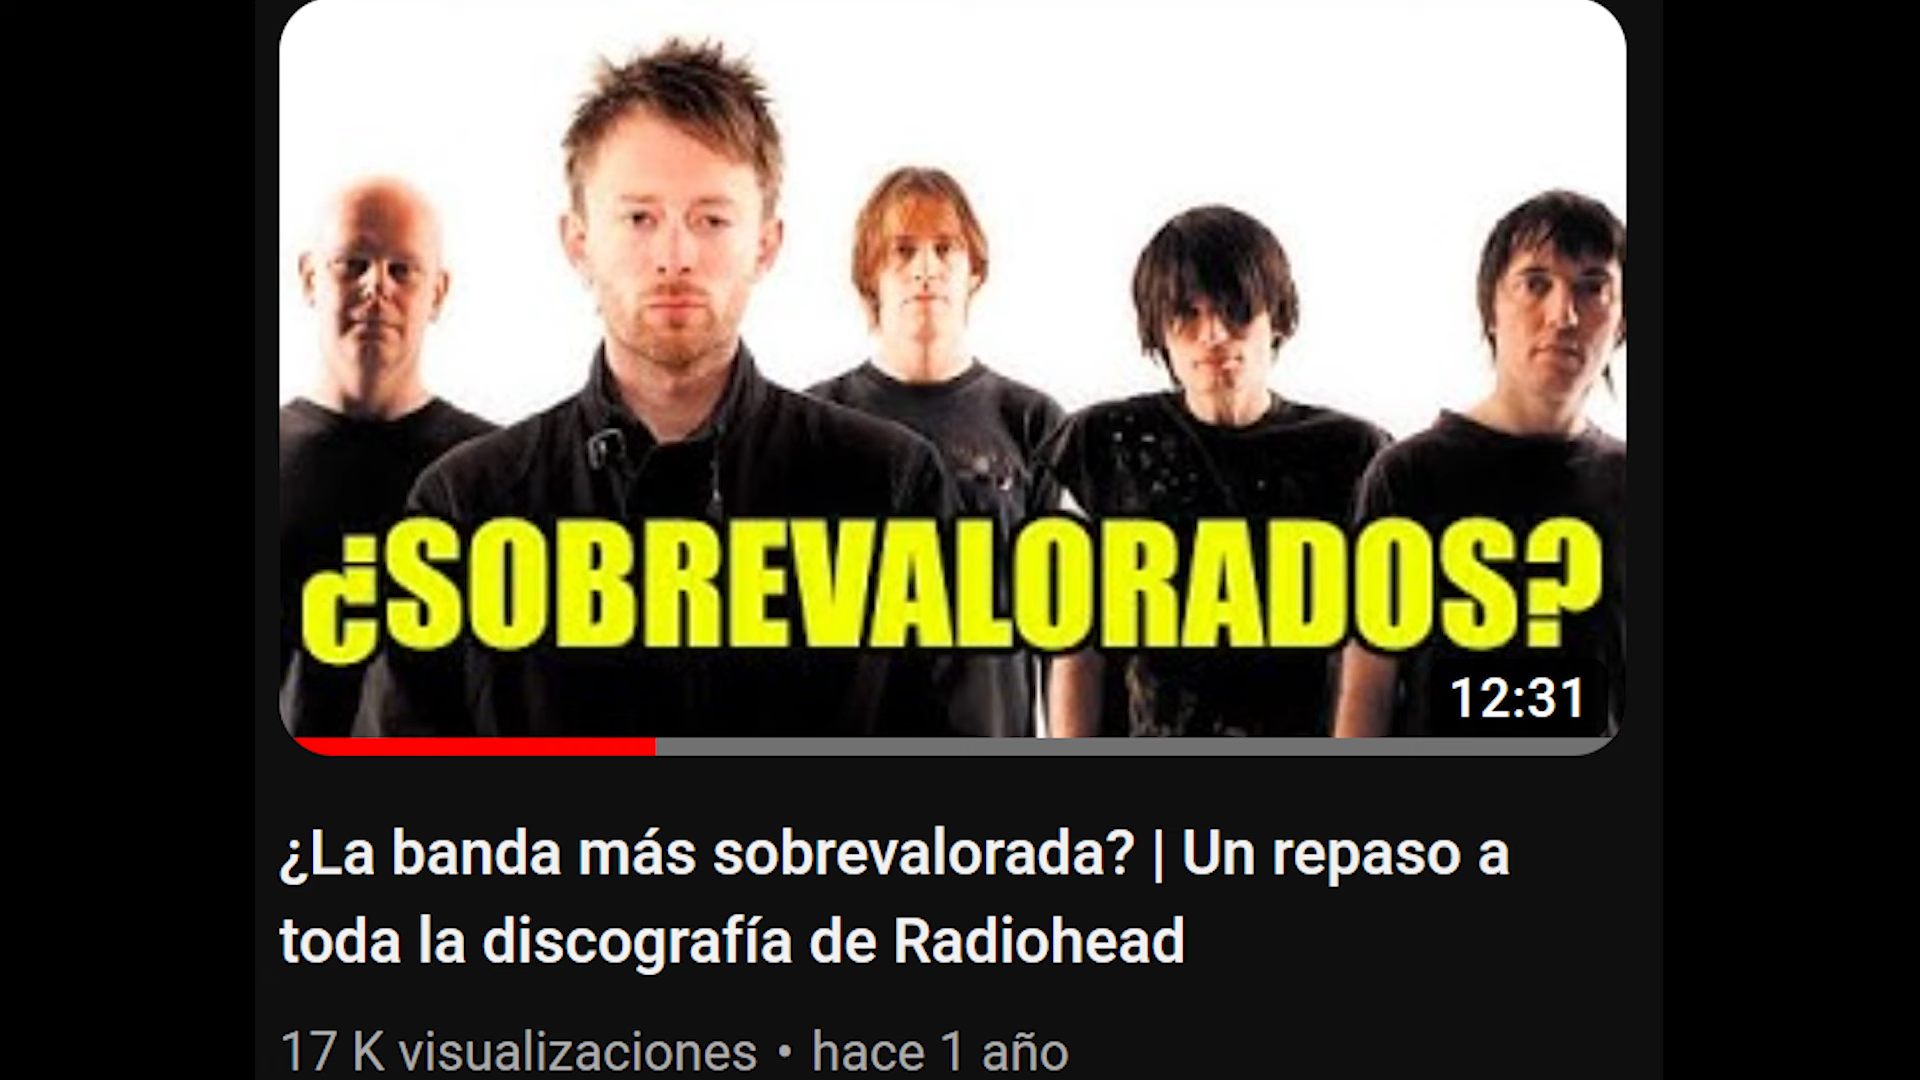 ¿SOBREVALORADOS?
12:31
¿La banda más sobrevalorada? | Un repaso a
toda la discografía de Radiohead
17 K visualizaciones • hace 1 año